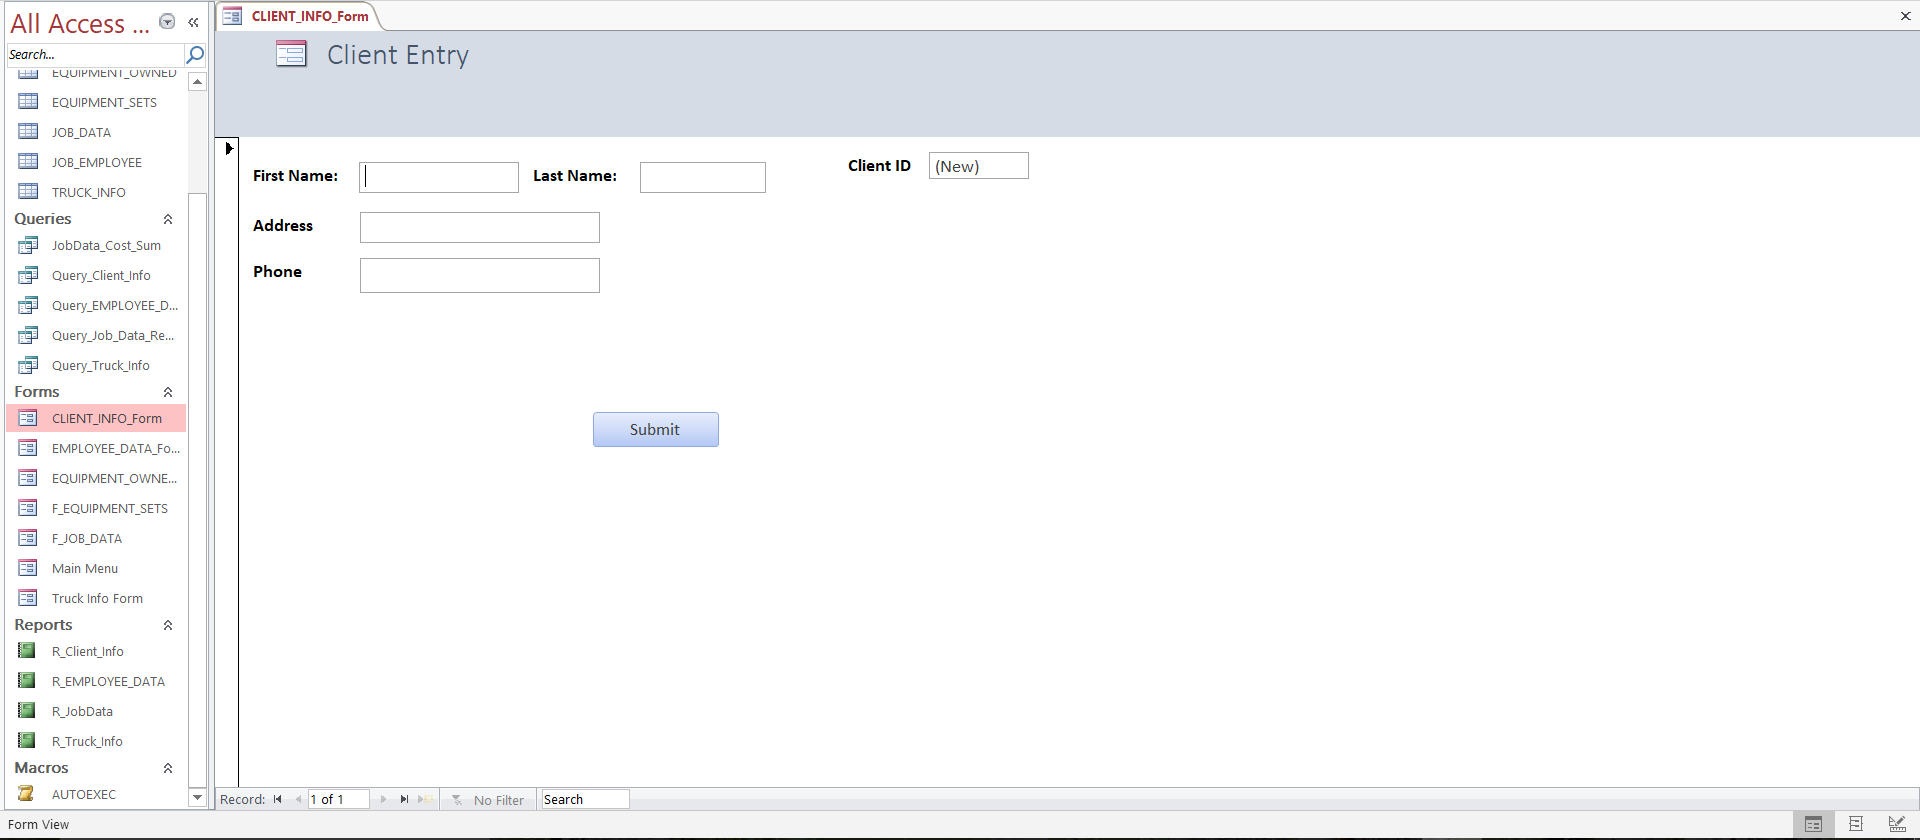 All Access ...
Search...
EQUIPMENT_OWNED
EQUIPMENT_SETS
JOB_DATA
JOB_EMPLOYEE
TRUCK_INFO
Queries
JobData_Cost_Sum
Query_Client_Info
Query_EMPLOYEE_D...
Query_Job_Data_Re...
Query_Truck_Info
Forms
CLIENT_INFO_Form
EMPLOYEE_DATA_Fo...
EQUIPMENT_OWNE...
F_EQUIPMENT_SETS
F_JOB_DATA
Main Menu
Truck Info Form
Reports
R_Client_Info
R_EMPLOYEE_DATA
R_JobData
R_Truck_Info
Macros
AUTOEXEC
CLIENT_INFO_Form
Client Entry
First Name: Last Name: Client ID (New)
Address
Phone
Submit
Record: 1 of 1 No Filter Search
Form View